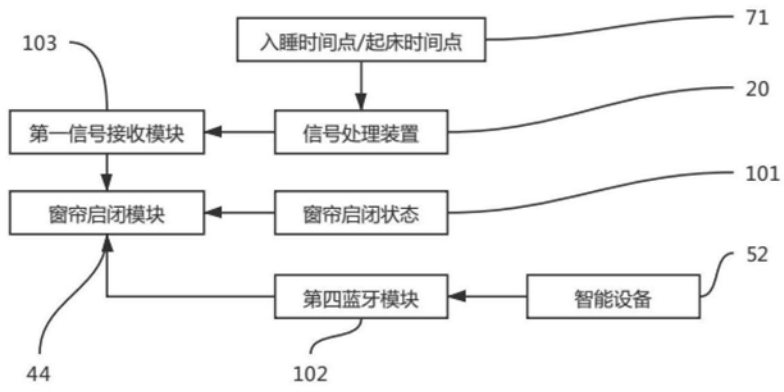 71
入睡时间点/起床时间点
103
20
第一信号接收模块
信号处理装置
101
窗帘启闭模块
窗帘启闭状态
52
第四蓝牙模块
智能设备
44
102